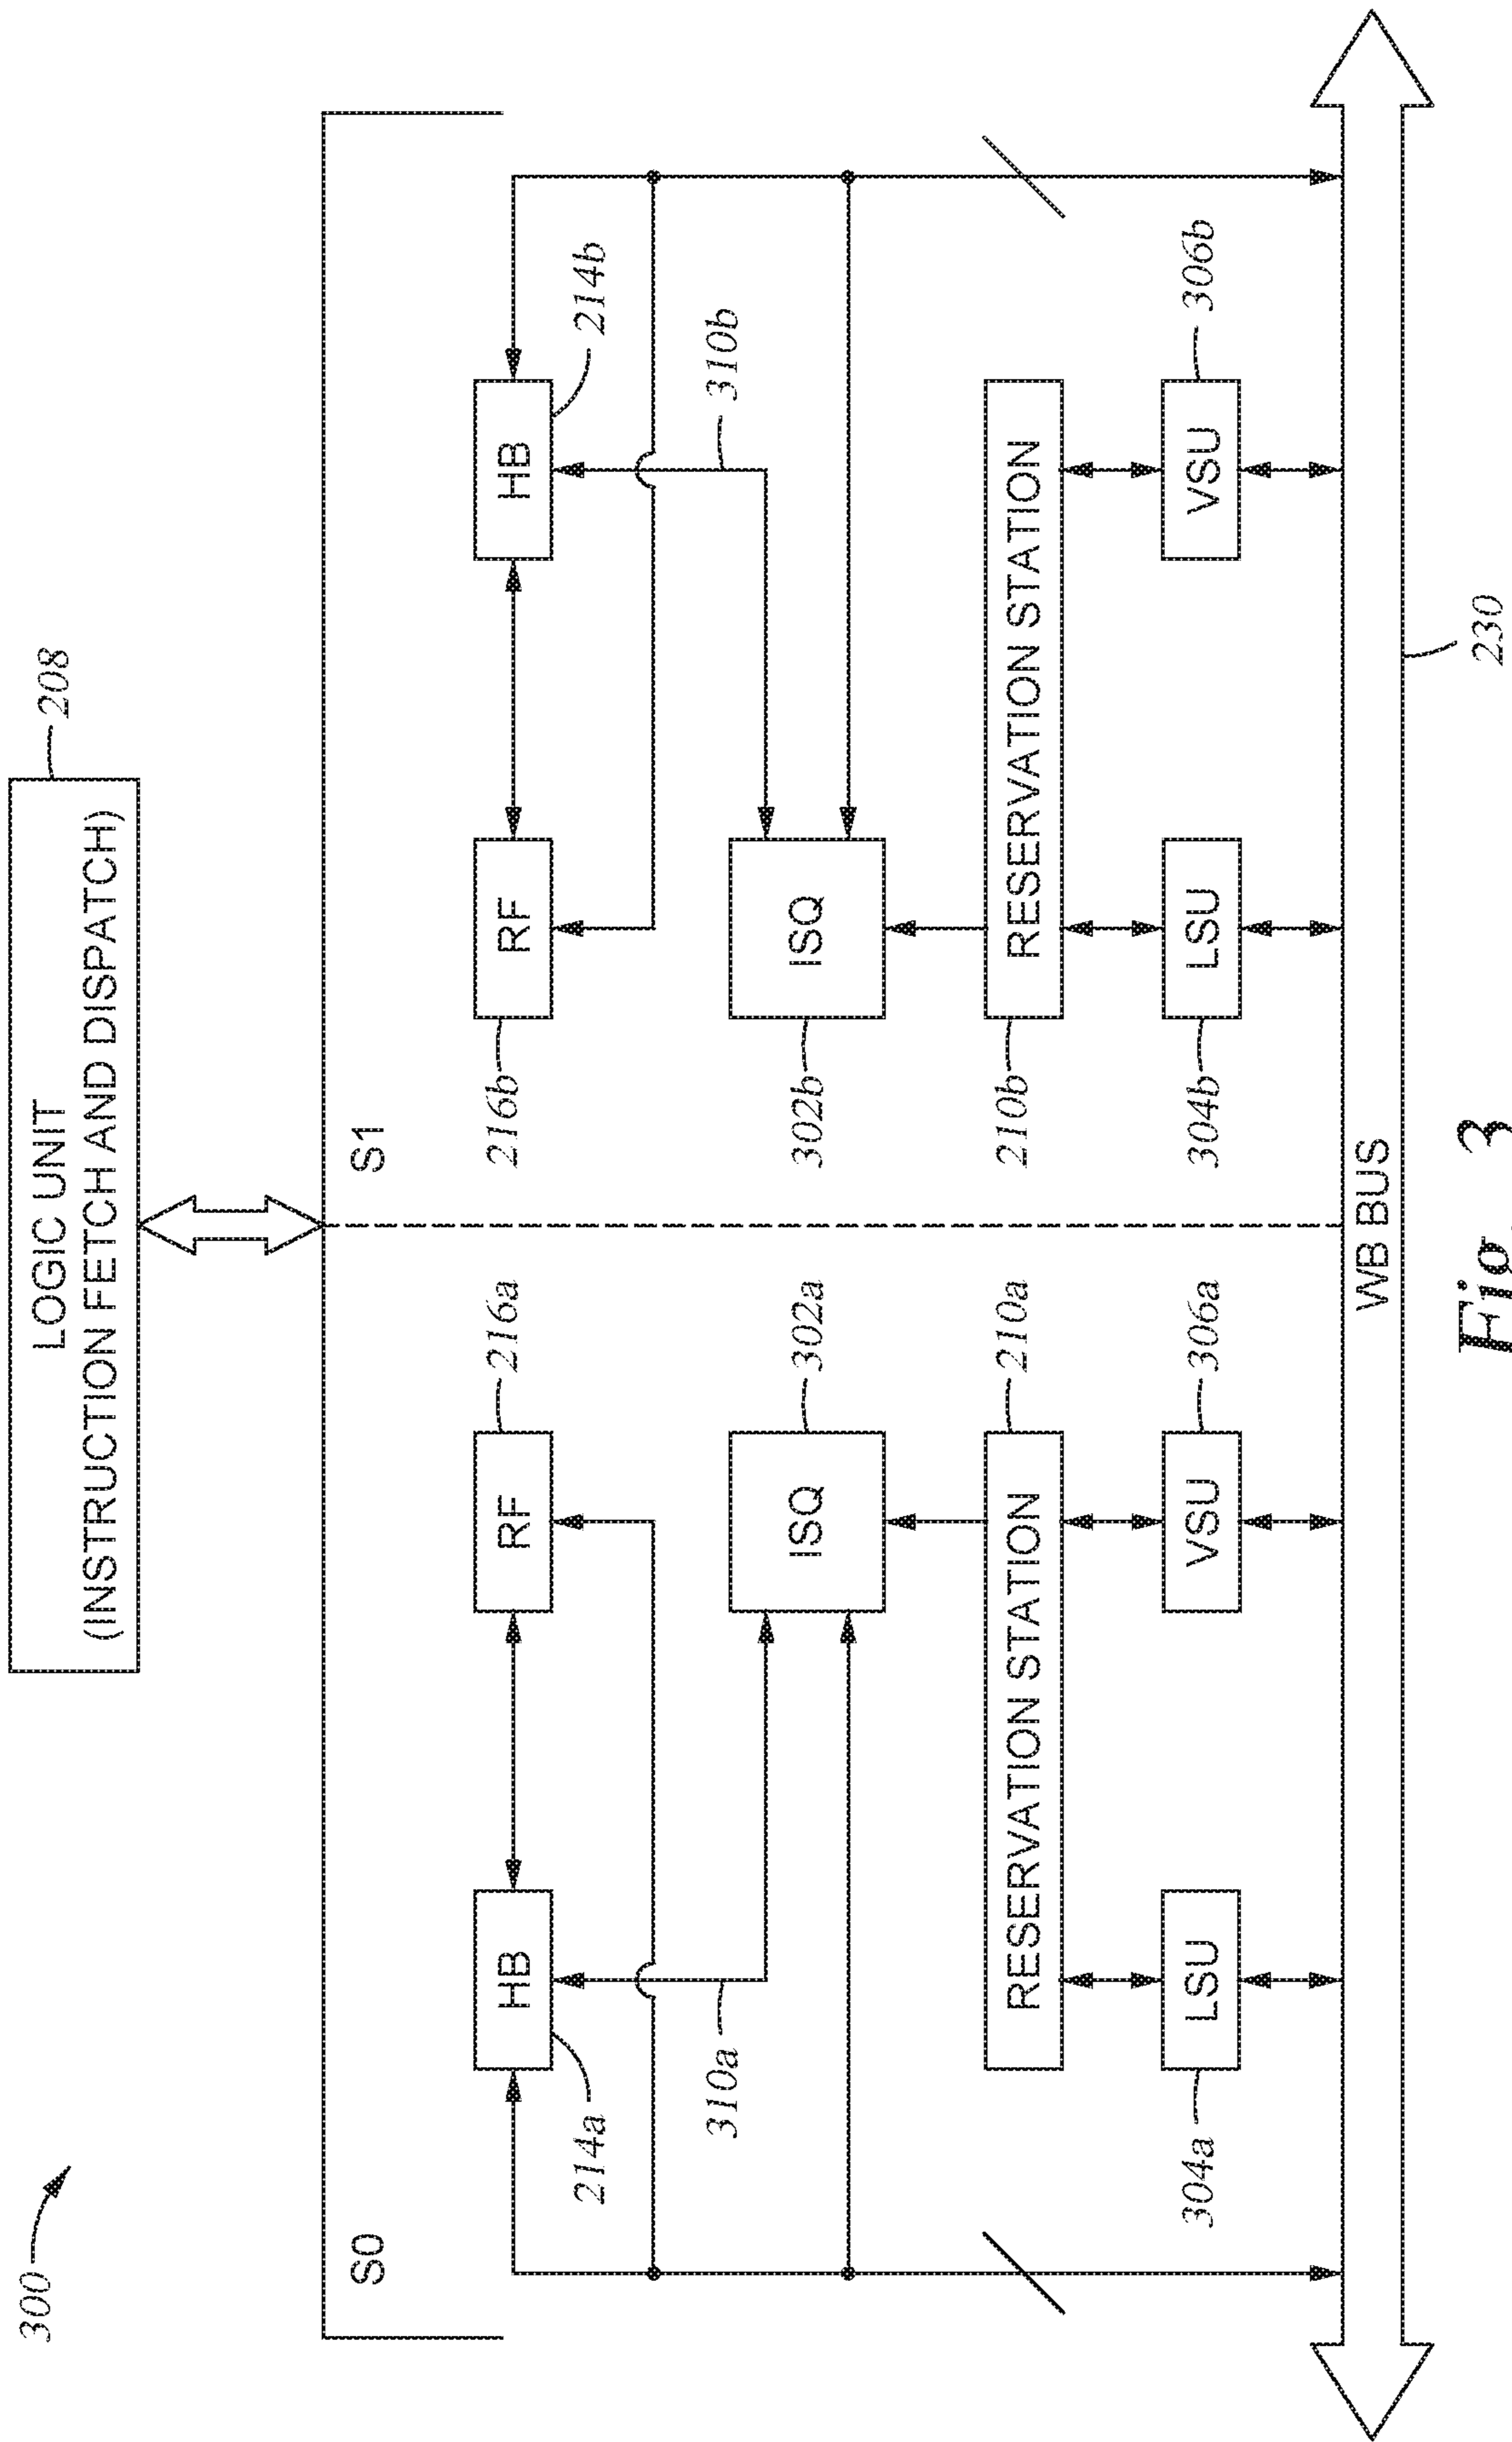 300
LOGIC UNIT
(INSTRUCTION FETCH AND DISPATCH)
208
S0
S1
HB
RF
216a
216b
RF
HB
214a
214b
310a
310b
ISQ
302a
302b
ISQ
RESERVATION STATION
210a
210b
RESERVATION STATION
304a
LSU
VSU
306a
304b
LSU
VSU
306b
WB BUS
230
Fig. 3